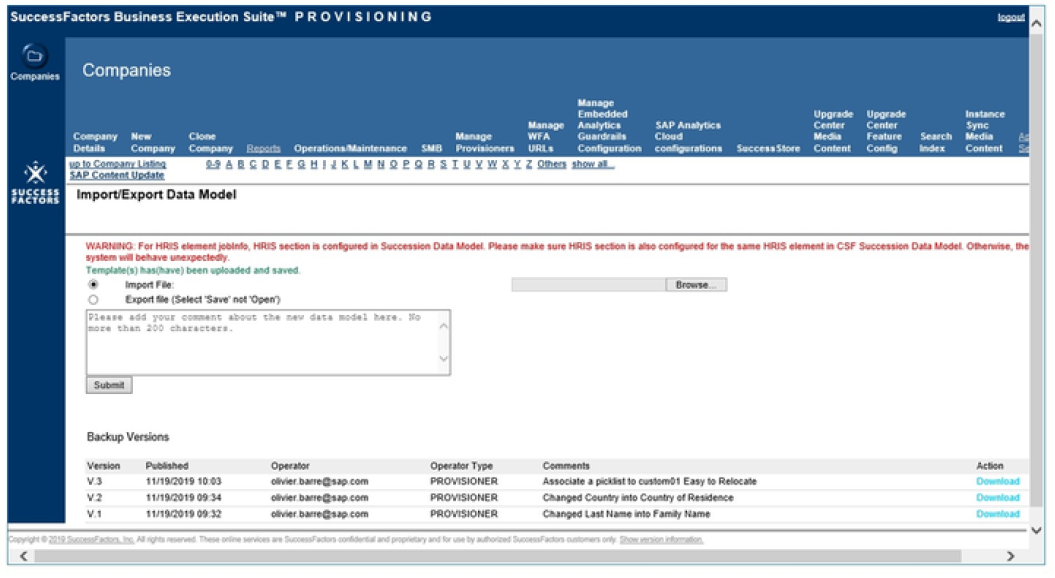 SuccessFactors Business Execution Suite™ PROVISIONING
logout
Companies
Companies
Company Details
New Company
Clone Company
Reports
Operations/Maintenance
SMB
Manage Provisioners
Manage WFA URLs
Manage Embedded Analytics Guardrails Configuration
SAP Analytics Cloud configurations
SuccessStore
Upgrade Center Media Content
Upgrade Center Feature Config
Search Index
Instance Sync Media Content
up to Company Listing
0-9 A B C D E F G H I J K L M N O P Q R S T U V W X Y Z Others show all...
SAP Content Update
SUCCESS FACTORS
Import/Export Data Model
WARNING: For HRIS element jobInfo, HRIS section is configured in Succession Data Model. Please make sure HRIS section is also configured for the same HRIS element in CSF Succession Data Model. Otherwise, the
system will behave unexpectedly.
Template(s) has(have) been uploaded and saved.
Import File:
Browse...
Export file (Select 'Save' not 'Open')
Please add your comment about the new data model here. No
more than 200 characters.
Submit
Backup Versions
Version Published Operator Operator Type Comments Action
V.3 11/19/2019 10:03 olivier.barre@sap.com PROVISIONER Associate a picklist to custom01 Easy to Relocate Download
V.2 11/19/2019 09:34 olivier.barre@sap.com PROVISIONER Changed Country into Country of Residence Download
V.1 11/19/2019 09:32 olivier.barre@sap.com PROVISIONER Changed Last Name into Family Name Download
Copyright © 2019 SuccessFactors, Inc. All rights reserved. These online services are SuccessFactors confidential and proprietary and for use by authorized SuccessFactors customers only. Show version information.